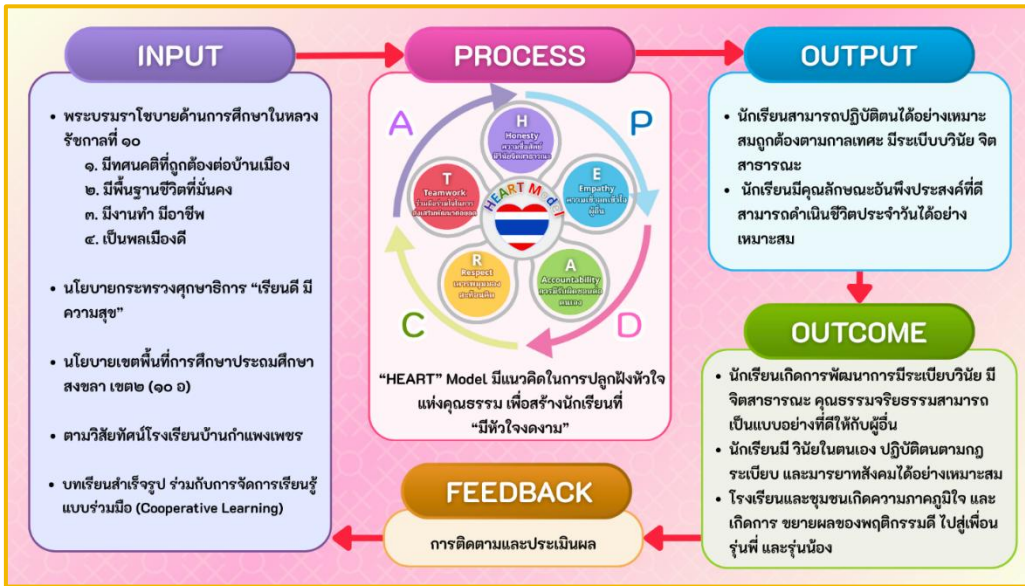 INPUT
• พระบรมราโชบายด้านการศึกษาในหลวง
รัชกาลที่ ๑๐
๑. มีทศนคติที่ถูกต้องต่อบ้านเมือง
๒. มีพื้นฐานชีวิตที่มั่นคง
๓. มีงานทำ มีอาชีพ
๔. เป็นพลเมืองดี
• นโยบายกระทรวงศุกษาธิการ “เรียนดี มี
ความสุข”
• นโยบายเขตพื้นที่การศึกษาประถมศึกษา
สงขลา เขต๒ (๑๐ อ)
• ตามวิสัยทัศน์โรงเรียนบ้านกำแพงเพชร
• บทเรียนสำเร็จรูป ร่วมกับการจัดการเรียนรู้
แบบร่วมมือ (Cooperative Learning)
PROCESS
A
P
H
Honesty
ความซื่อสัตย์
มีวินัยจิตสาธารณะ
T
Teamwork
E
Empathy
ผู้อื่น
HEART Model
R
Respect
A
Accountability
ตนเอง
C
D
“HEART” Model มีแนวคิดในการปลูกฝังหัวใจ
แห่งคุณธรรม เพื่อสร้างนักเรียนที่
“มีหัวใจงดงาม”
OUTPUT
• นักเรียนสามารถปฏิบัติตนได้อย่างเหมาะ
สมถูกต้องตามกาลเทศะ มีระเบียบวินัย จิต
สาธารณะ
• นักเรียนมีคุณลักษณะอันพึงประสงค์ที่ดี
สามารถดำเนินชีวิตประจำวันได้อย่าง
เหมาะสม
OUTCOME
• นักเรียนเกิดการพัฒนาการมีระเบียบวินัย มี
จิตสาธารณะ คุณธรรมจริยธรรมสามารถ
เป็นแบบอย่างที่ดีให้กับผู้อื่น
• นักเรียนมี วินัยในตนเอง ปฏิบัติตนตามกฎ
ระเบียบ และมารยาทสังคมได้อย่างเหมาะสม
• โรงเรียนและชุมชนเกิดความภาคภูมิใจ และ
เกิดการ ขยายผลของพฤติกรรมดี ไปสู่เพื่อน
รุ่นพี่ และรุ่นน้อง
FEEDBACK
การติดตามและประเมินผล